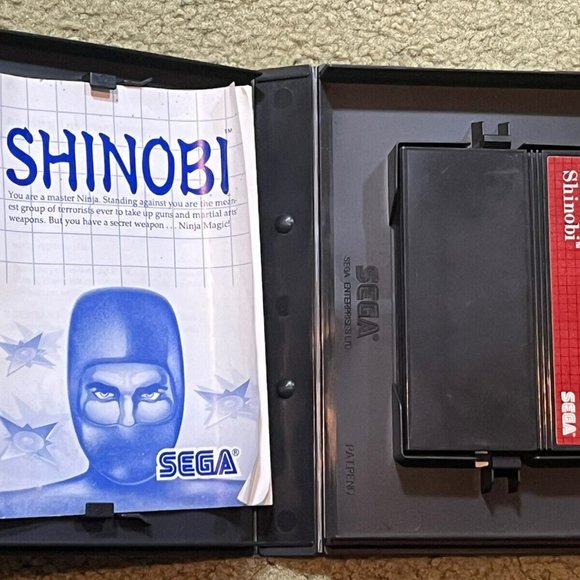 SHINOBI™
You are a master Ninja. Standing against you are the mean-
est group of terrorists ever to take up guns and martial arts
weapons. But you have a secret weapon . . . Ninja Magic!
SEGA®
SEGA
SEGA ENTERPRISES LTD.
PAT.PEND.
Shinobi™
SEGA®